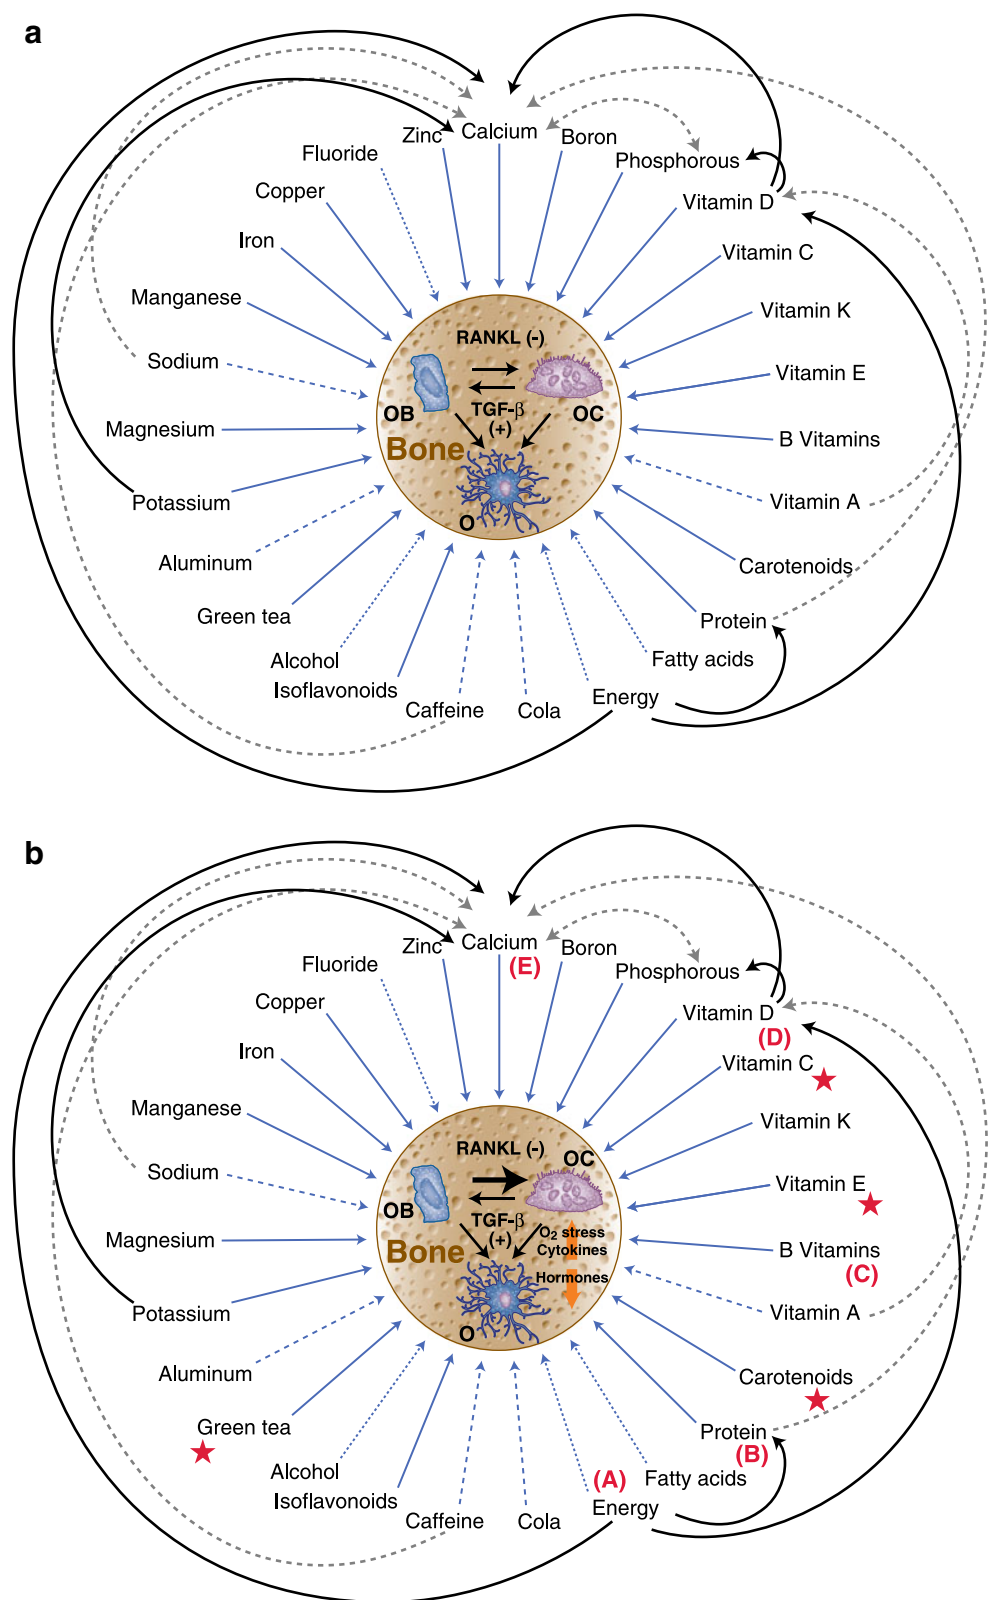 a
Zinc
Calcium
Boron
Fluoride
Phosphorous
Copper
Vitamin D
Iron
Vitamin C
Manganese
Vitamin K
RANKL (-)
Sodium
Vitamin E
OB
TGF-β
(+)
OC
Magnesium
Bone
B Vitamins
Potassium
Vitamin A
O
Aluminum
Carotenoids
Green tea
Protein
Alcohol
Fatty acids
Isoflavonoids
Energy
Caffeine
Cola
b
Zinc
Calcium
(E)
Boron
Fluoride
Phosphorous
Copper
Vitamin D
(D)
Iron
Vitamin C
Manganese
Vitamin K
RANKL (-)
OC
Sodium
Vitamin E
OB
TGF-β
(+)
O2 stress
Cytokines
Magnesium
Bone
B Vitamins
(C)
Hormones
Potassium
Vitamin A
O
Aluminum
Carotenoids
Green tea
Protein
(B)
Alcohol
Fatty acids
Isoflavonoids
(A)
Energy
Caffeine
Cola